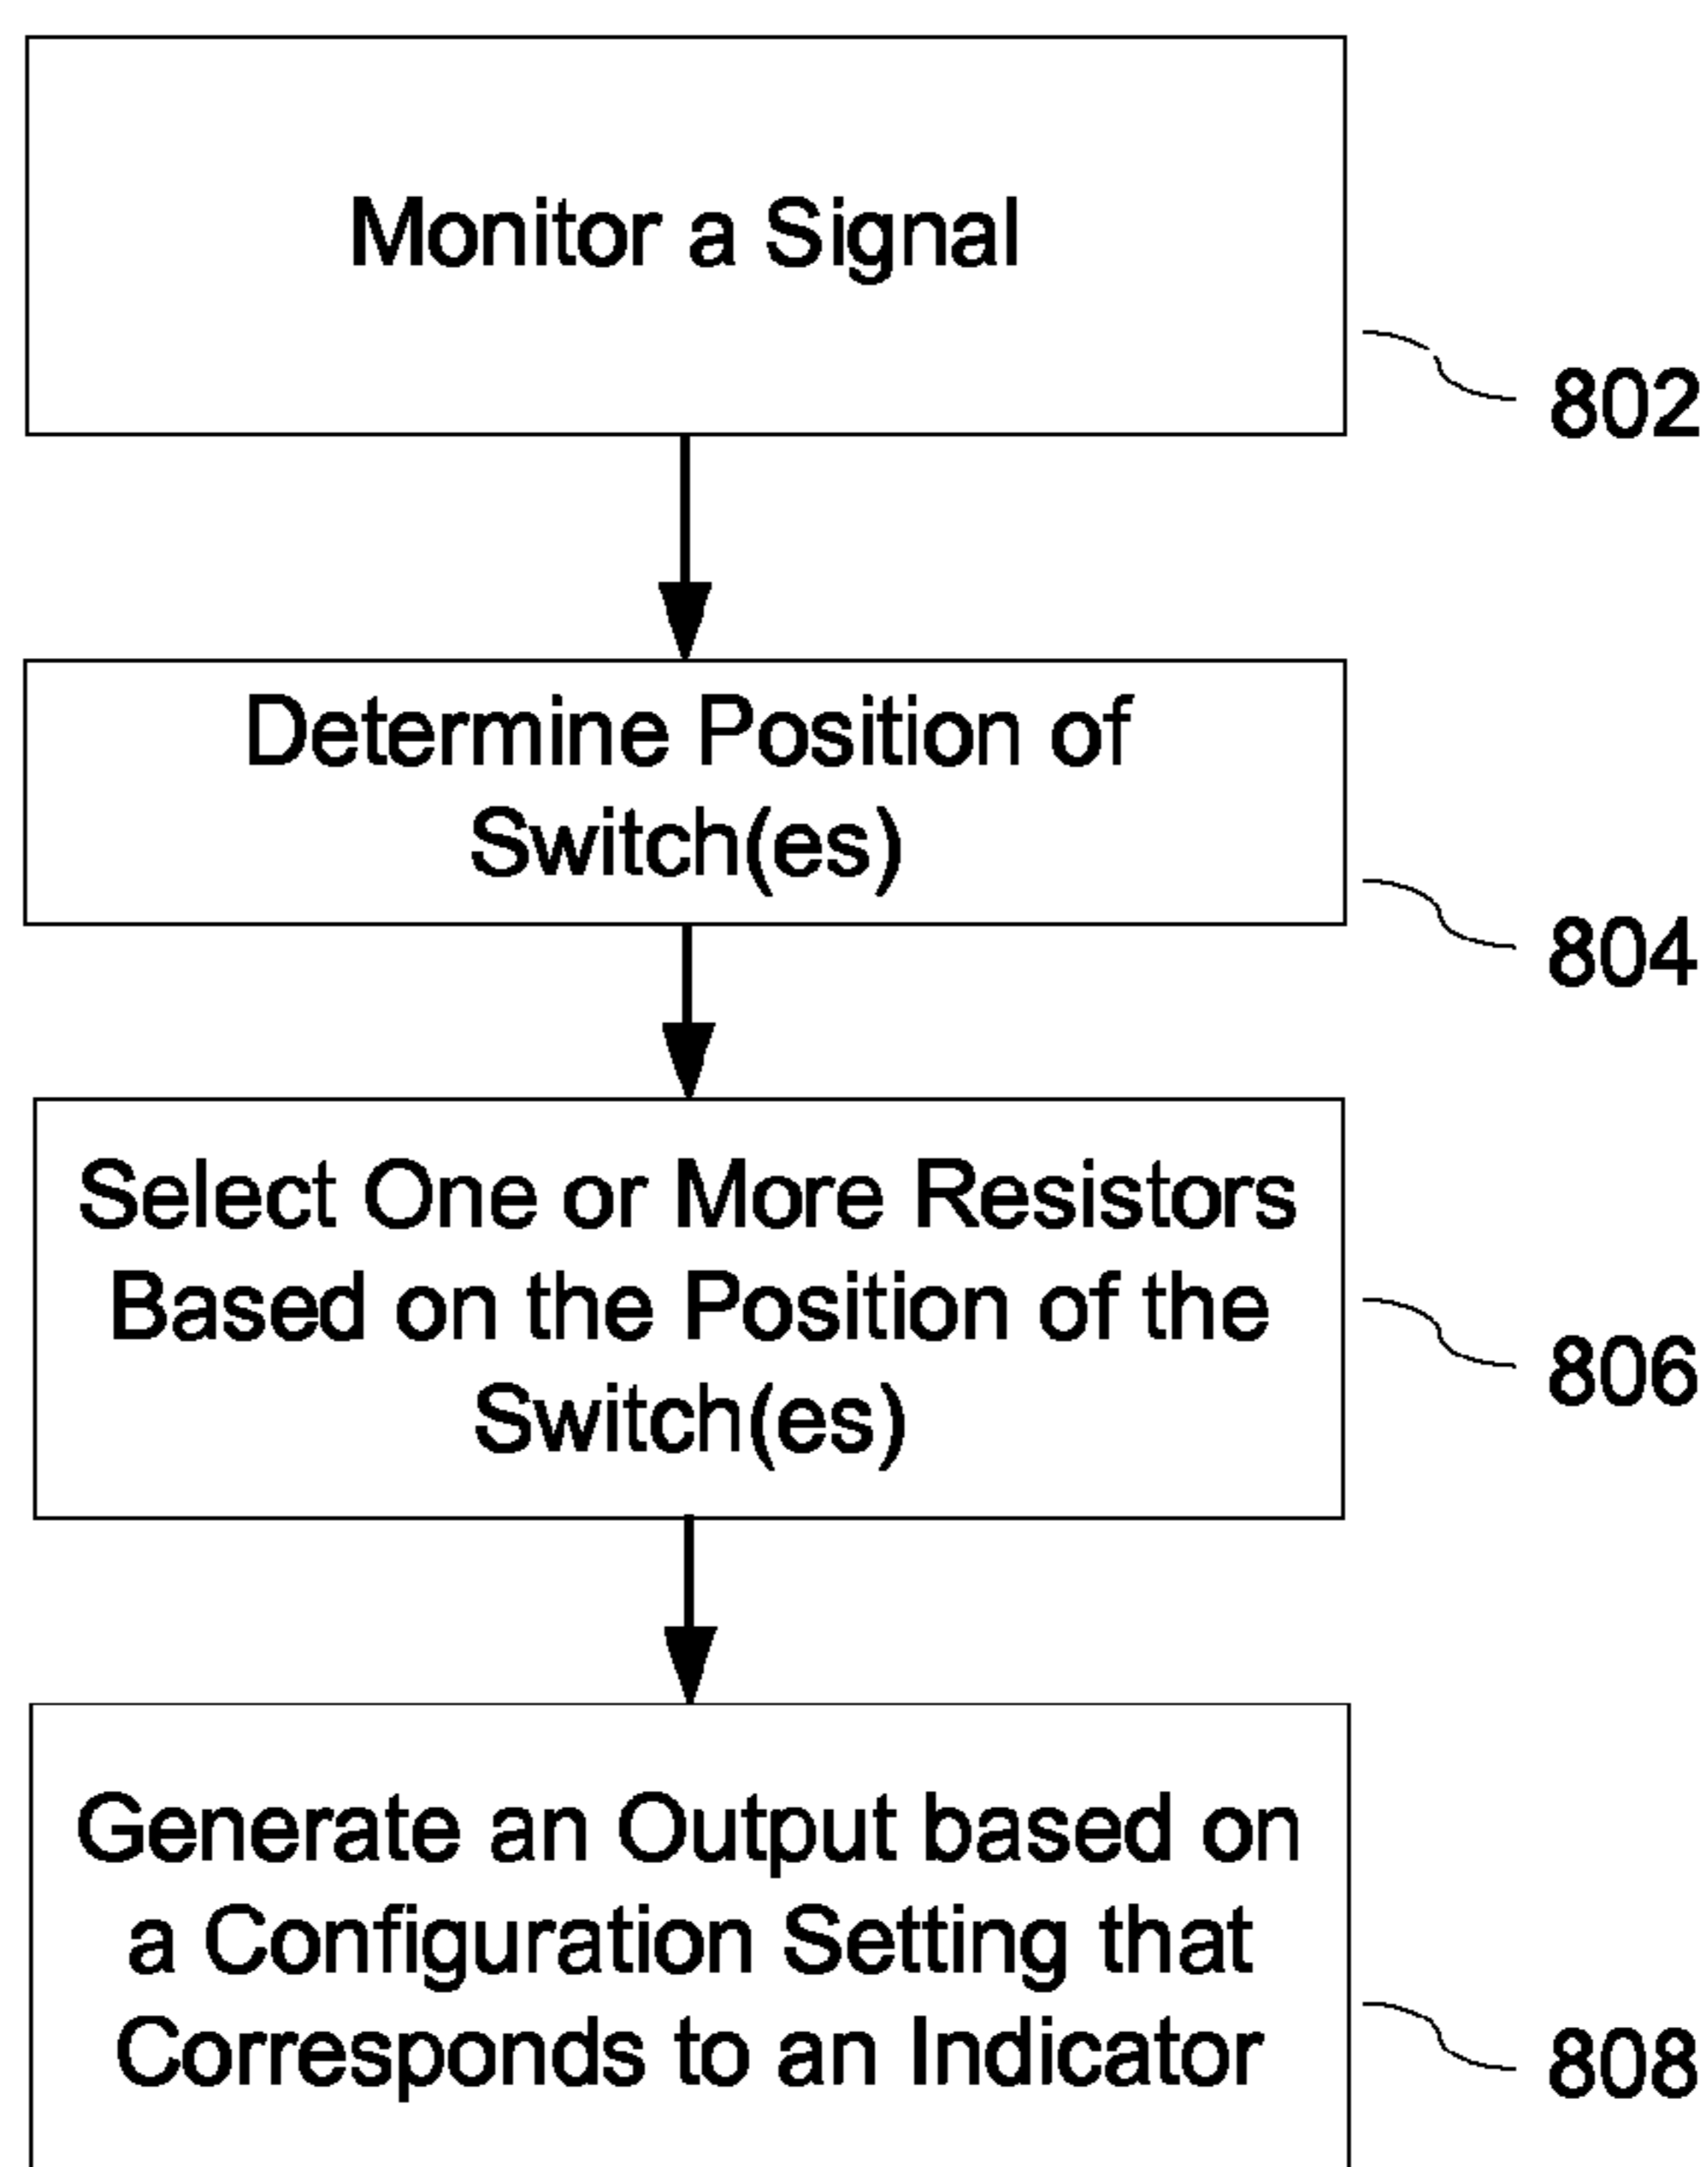 Monitor a Signal
802
Determine Position of
Switch(es)
804
Select One or More Resistors
Based on the Position of the
Switch(es)
806
Generate an Output based on
a Configuration Setting that
Corresponds to an Indicator
808